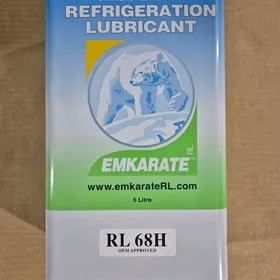 REFRIGERATION
LUBRICANT
EMKARATE RL
www.emkarateRL.com
5 Litre
RL 68H
OEM APPROVED